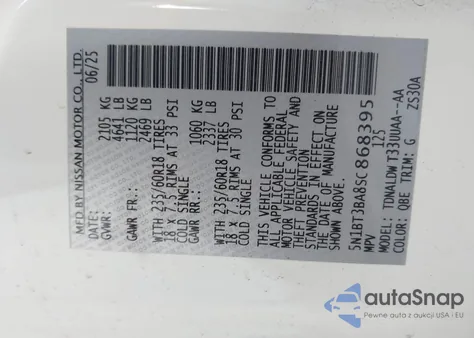 MFD BY NISSAN MOTOR CO., LTD.
06/25
GVWR: 2105 KG
4641 LB
GAWR FR: 1120 KG
2469 LB
WITH 235/60R18 TIRES
18 x 7.5 RIMS AT 33 PSI
COLD SINGLE
GAWR RR: 1060 KG
2337 LB
WITH 235/60R18 TIRES
18 x 7.5 RIMS AT 30 PSI
COLD SINGLE
THIS VEHICLE CONFORMS TO
ALL APPLICABLE FEDERAL
MOTOR VEHICLE SAFETY AND
THEFT PREVENTION
STANDARDS IN EFFECT ON
THE DATE OF MANUFACTURE
SHOWN ABOVE.
5N1BT3BA8SC868395
MPV 125
MODEL: TDNALDW T33UUAA--AA
COLOR: QBE TRIM: G ZS30A
autoSnap
Pewne auta z aukcji USA i EU